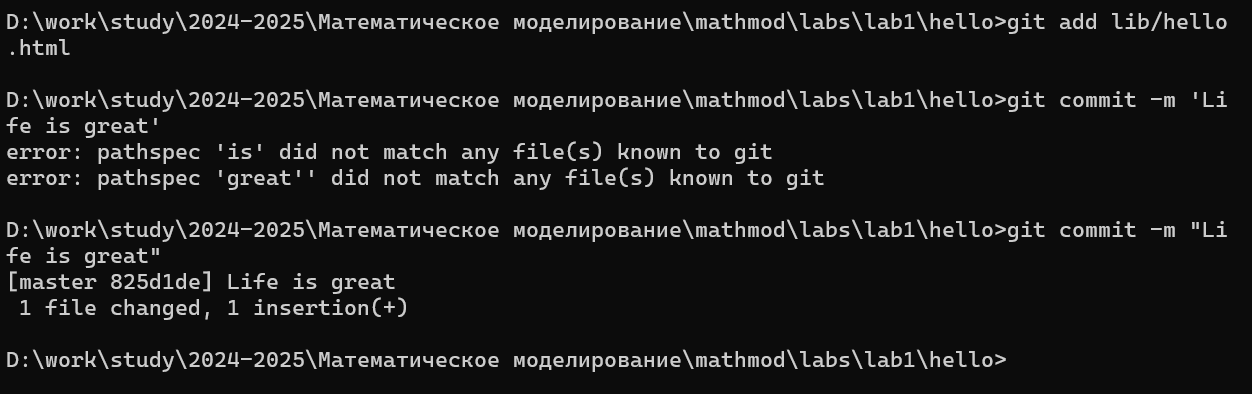 D:\work\study\2024-2025\Математическое моделирование\mathmod\labs\lab1\hello>git add lib/hello
.html
D:\work\study\2024-2025\Математическое моделирование\mathmod\labs\lab1\hello>git commit -m 'Li
fe is great'
error: pathspec 'is' did not match any file(s) known to git
error: pathspec 'great'' did not match any file(s) known to git
D:\work\study\2024-2025\Математическое моделирование\mathmod\labs\lab1\hello>git commit -m "Li
fe is great"
[master 825d1de] Life is great
 1 file changed, 1 insertion(+)
D:\work\study\2024-2025\Математическое моделирование\mathmod\labs\lab1\hello>